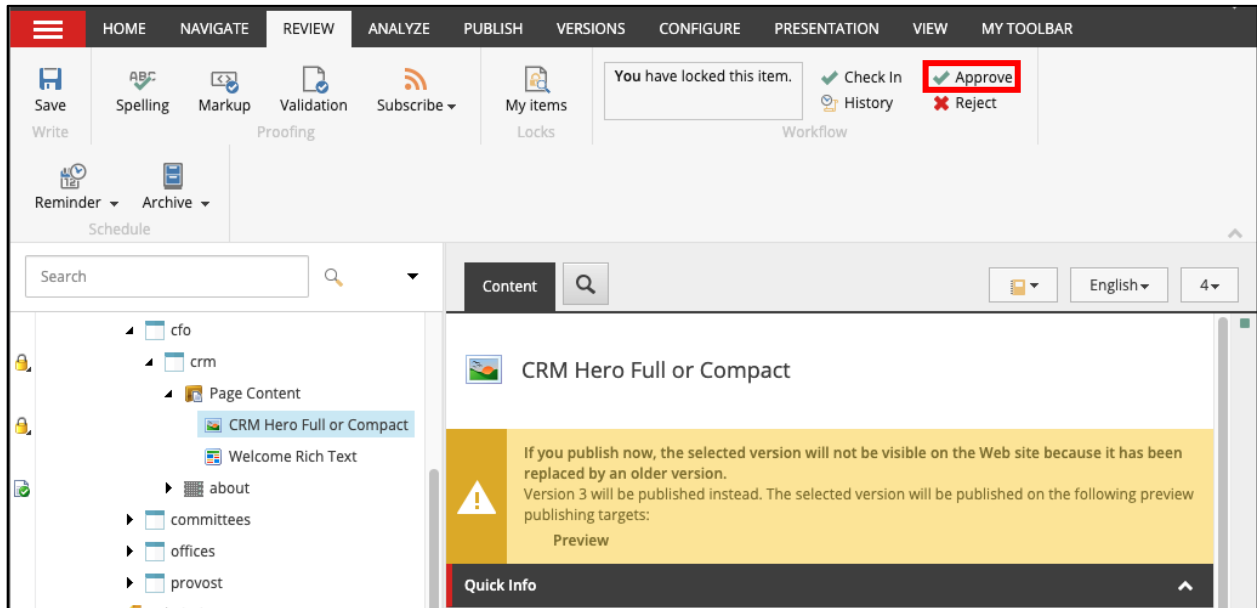 HOME NAVIGATE REVIEW ANALYZE PUBLISH VERSIONS CONFIGURE PRESENTATION VIEW MY TOOLBAR
Save
Write
ABC
Spelling
Markup
Validation
Subscribe
Proofing
My items
Locks
You have locked this item.
Check In
History
Approve
Reject
Workflow
12
Reminder
Archive
Schedule
Search
Content
English
4
cfo
crm
Page Content
CRM Hero Full or Compact
Welcome Rich Text
about
committees
offices
provost
CRM Hero Full or Compact
If you publish now, the selected version will not be visible on the Web site because it has been
replaced by an older version.
Version 3 will be published instead. The selected version will be published on the following preview
publishing targets:
Preview
Quick Info